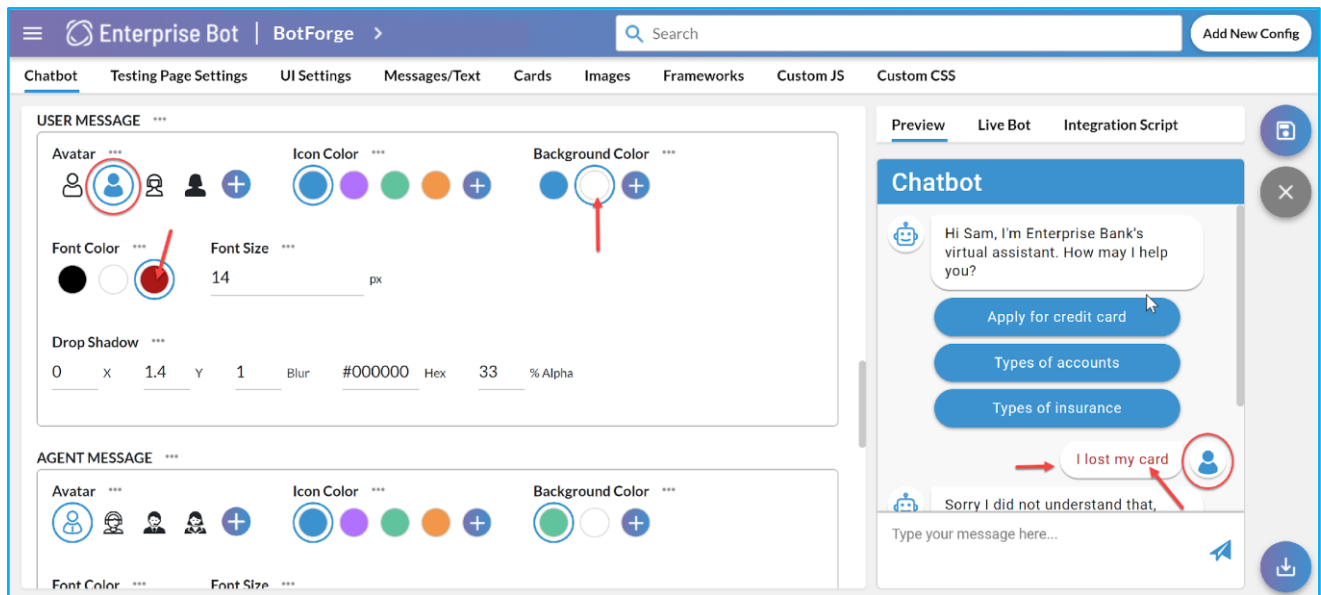 Enterprise Bot | BotForge >
Search
Add New Config
Chatbot Testing Page Settings UI Settings Messages/Text Cards Images Frameworks Custom JS Custom CSS
USER MESSAGE ···
Avatar ··· Icon Color ··· Background Color ···
Font Color ··· Font Size ···
14 px
Drop Shadow ···
0 X 1.4 Y 1 Blur #000000 Hex 33 % Alpha
AGENT MESSAGE ···
Avatar ··· Icon Color ··· Background Color ···
Font Color ··· Font Size ···
Preview Live Bot Integration Script
Chatbot
Hi Sam, I'm Enterprise Bank's
virtual assistant. How may I help
you?
Apply for credit card
Types of accounts
Types of insurance
I lost my card
Sorry I did not understand that,
Type your message here...